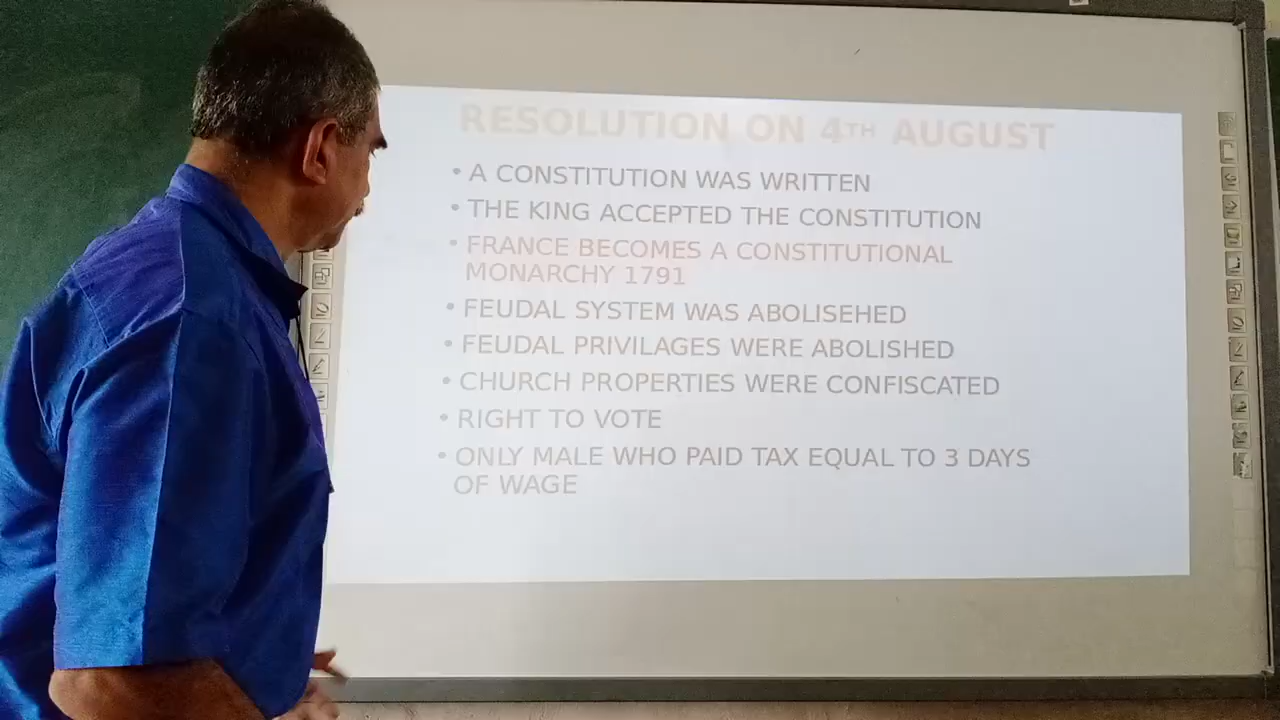 RESOLUTION ON 4TH AUGUST
• A CONSTITUTION WAS WRITTEN
• THE KING ACCEPTED THE CONSTITUTION
• FRANCE BECOMES A CONSTITUTIONAL
MONARCHY 1791
• FEUDAL SYSTEM WAS ABOLISEHED
• FEUDAL PRIVILAGES WERE ABOLISHED
• CHURCH PROPERTIES WERE CONFISCATED
• RIGHT TO VOTE
• ONLY MALE WHO PAID TAX EQUAL TO 3 DAYS
OF WAGE